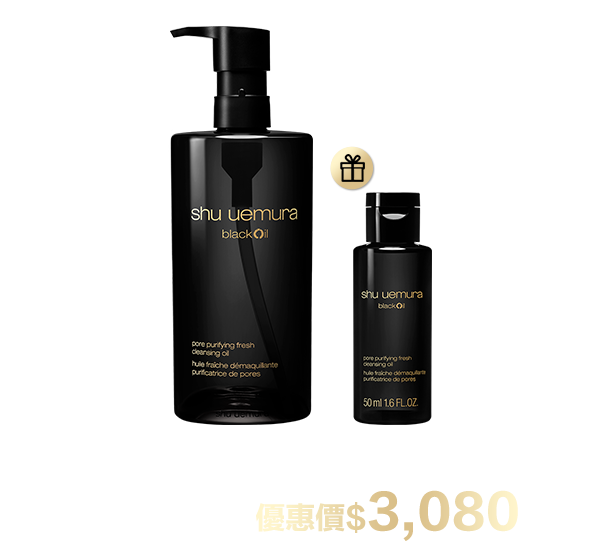 shu uemura
blackOil
pore purifying fresh
cleansing oil
huile fraîche démaquillante
purificatrice de pores
shu uemura
shu uemura
blackOil
pore purifying fresh
cleansing oil
huile fraîche démaquillante
purificatrice de pores
50 ml 1.6 FL.OZ.
優惠價$3,080